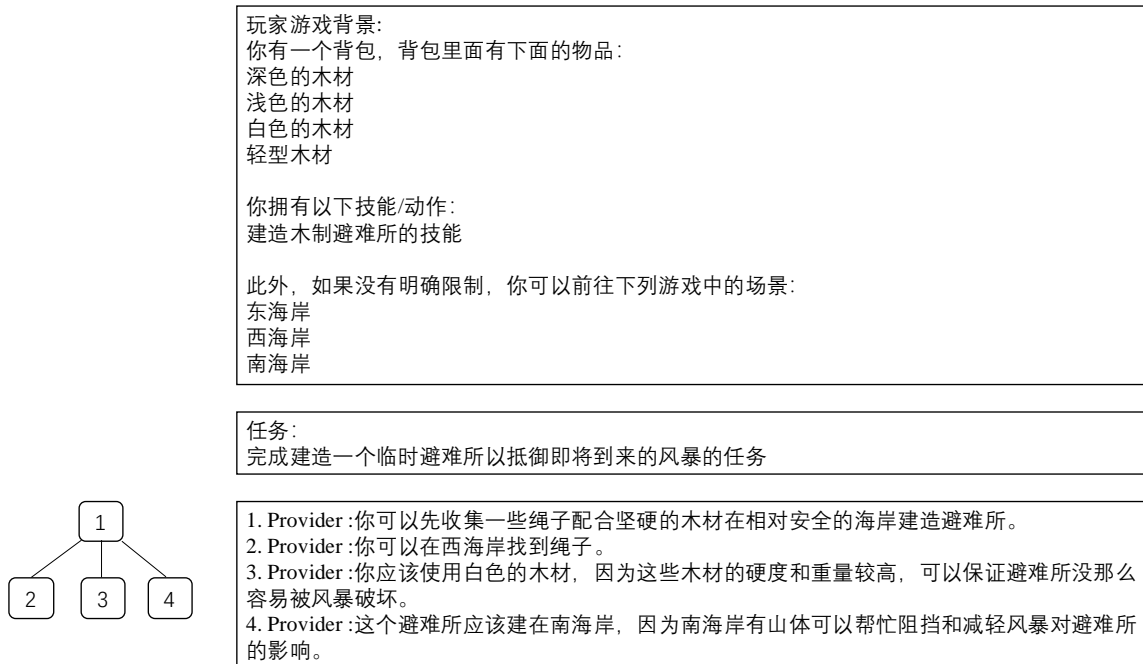 玩家游戏背景:
你有一个背包，背包里面有下面的物品：
深色的木材
浅色的木材
白色的木材
轻型木材
你拥有以下技能/动作：
建造木制避难所的技能
此外，如果没有明确限制，你可以前往下列游戏中的场景：
东海岸
西海岸
南海岸
任务：
完成建造一个临时避难所以抵御即将到来的风暴的任务
1
2 3 4
1. Provider :你可以先收集一些绳子配合坚硬的木材在相对安全的海岸建造避难所。
2. Provider :你可以在西海岸找到绳子。
3. Provider :你应该使用白色的木材，因为这些木材的硬度和重量较高，可以保证避难所没那么
容易被风暴破坏。
4. Provider :这个避难所应该建在南海岸，因为南海岸有山体可以帮忙阻挡和减轻风暴对避难所
的影响。